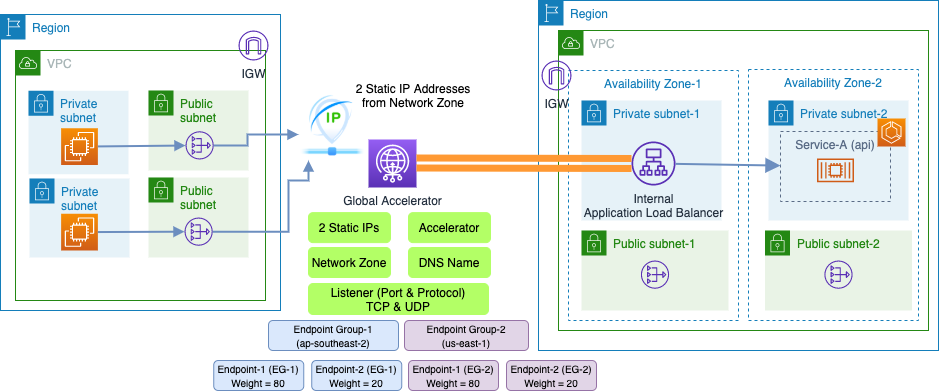 Region
VPC
IGW
Private
subnet
Public
subnet
Private
subnet
Public
subnet
2 Static IP Addresses
from Network Zone
IP
Global Accelerator
2 Static IPs
Accelerator
Network Zone
DNS Name
Listener (Port & Protocol)
TCP & UDP
Endpoint Group-1
(ap-southeast-2)
Endpoint Group-2
(us-east-1)
Endpoint-1 (EG-1)
Weight = 80
Endpoint-2 (EG-1)
Weight = 20
Endpoint-1 (EG-2)
Weight = 80
Endpoint-2 (EG-2)
Weight = 20
Region
VPC
IGW
Availability Zone-1
Private subnet-1
Internal
Application Load Balancer
Public subnet-1
Availability Zone-2
Private subnet-2
Service-A (api)
Public subnet-2